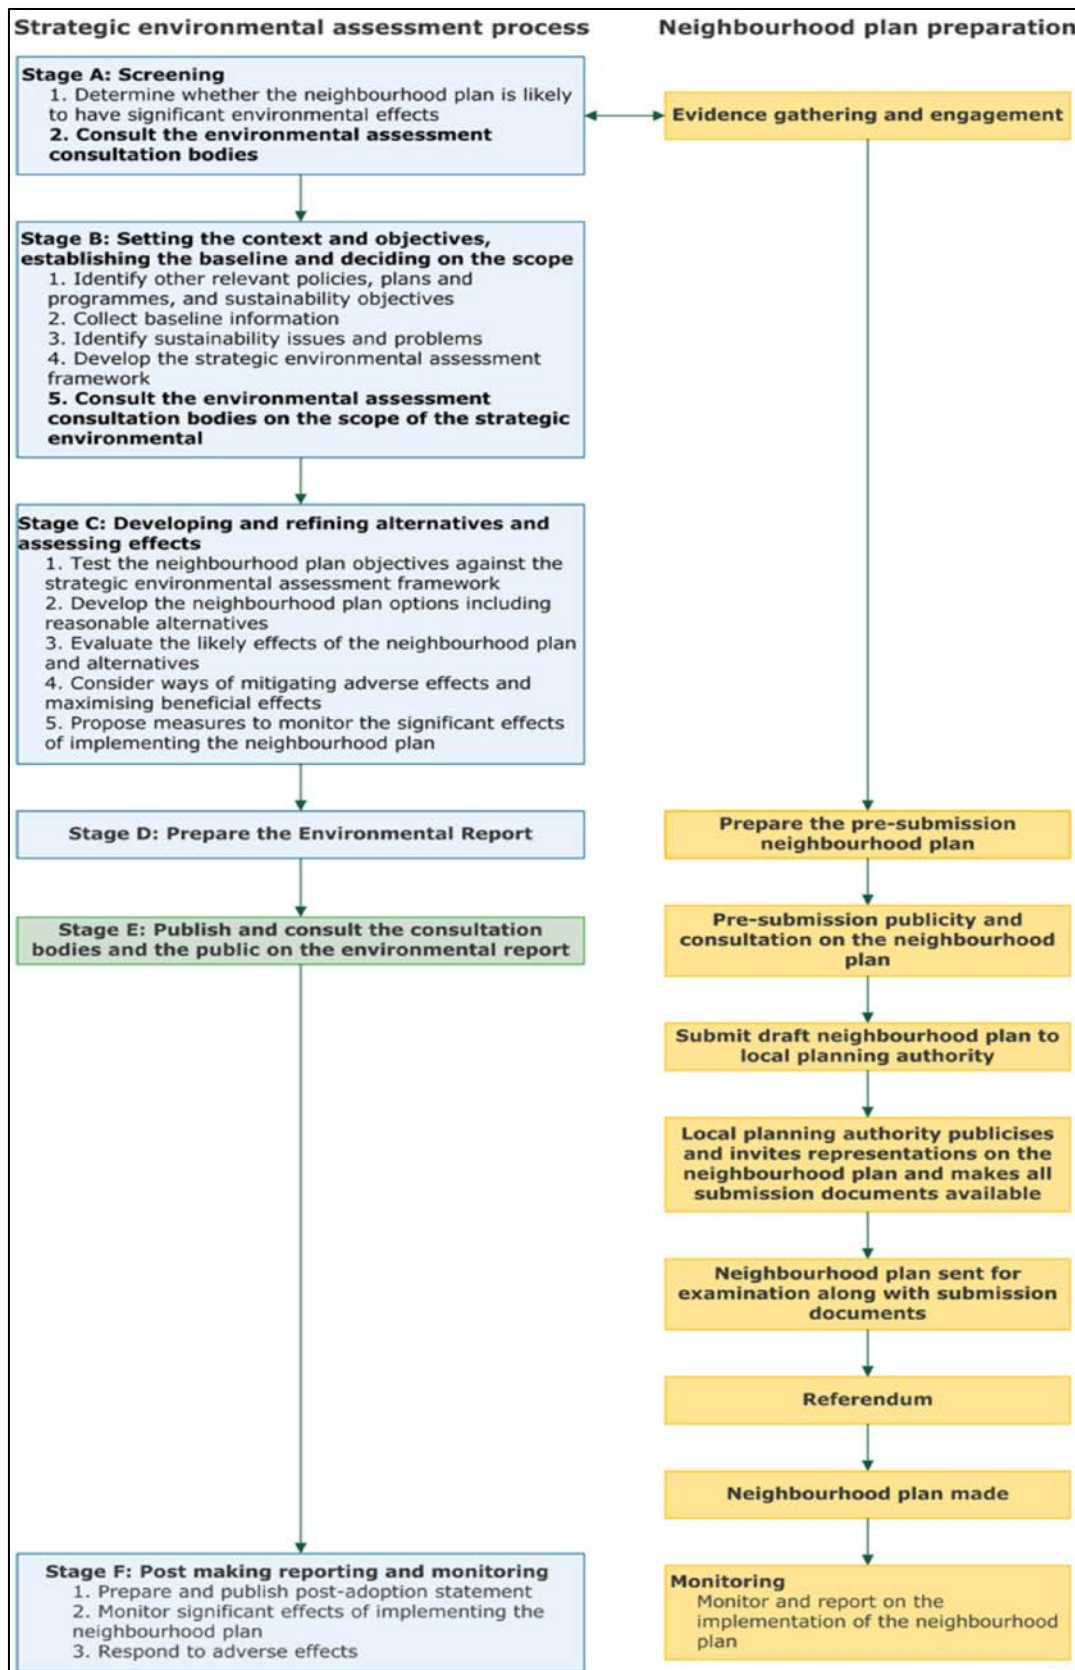 Strategic environmental assessment process
Stage A: Screening
1. Determine whether the neighbourhood plan is likely
to have significant environmental effects
2. Consult the environmental assessment
consultation bodies
Stage B: Setting the context and objectives,
establishing the baseline and deciding on the scope
1. Identify other relevant policies, plans and
programmes, and sustainability objectives
2. Collect baseline information
3. Identify sustainability issues and problems
4. Develop the strategic environmental assessment
framework
5. Consult the environmental assessment
consultation bodies on the scope of the strategic
environmental
Stage C: Developing and refining alternatives and
assessing effects
1. Test the neighbourhood plan objectives against the
strategic environmental assessment framework
2. Develop the neighbourhood plan options including
reasonable alternatives
3. Evaluate the likely effects of the neighbourhood plan
and alternatives
4. Consider ways of mitigating adverse effects and
maximising beneficial effects
5. Propose measures to monitor the significant effects
of implementing the neighbourhood plan
Stage D: Prepare the Environmental Report
Stage E: Publish and consult the consultation
bodies and the public on the environmental report
Stage F: Post making reporting and monitoring
1. Prepare and publish post-adoption statement
2. Monitor significant effects of implementing the
neighbourhood plan
3. Respond to adverse effects
Neighbourhood plan preparation
Evidence gathering and engagement
Prepare the pre-submission
neighbourhood plan
Pre-submission publicity and
consultation on the neighbourhood
plan
Submit draft neighbourhood plan to
local planning authority
Local planning authority publicises
and invites representations on the
neighbourhood plan and makes all
submission documents available
Neighbourhood plan sent for
examination along with submission
documents
Referendum
Neighbourhood plan made
Monitoring
Monitor and report on the
implementation of the neighbourhood
plan